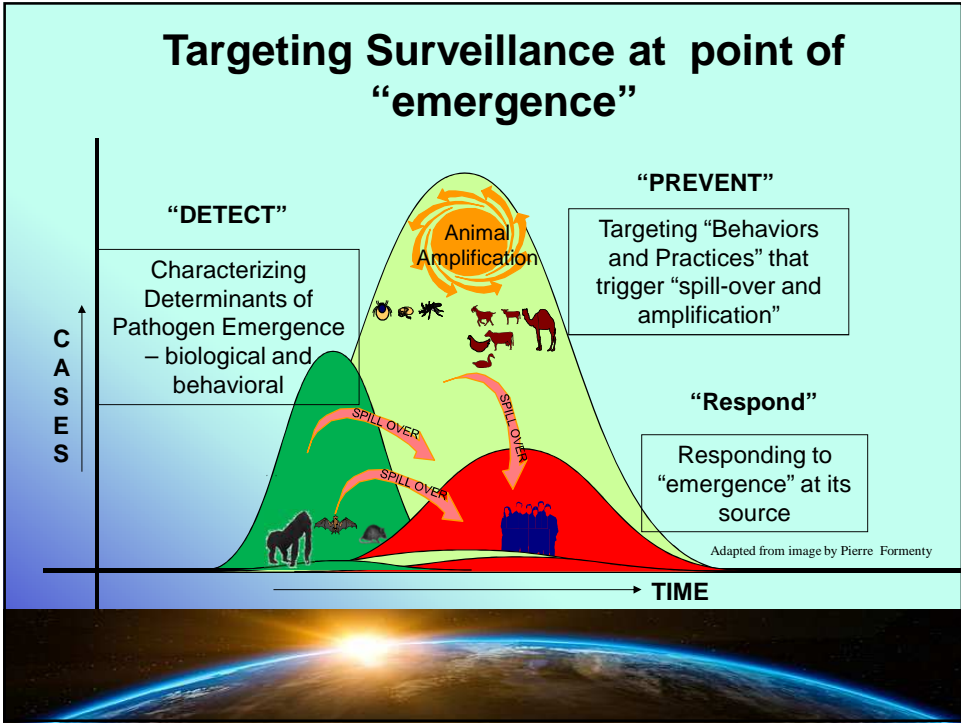 Targeting Surveillance at point of
“emergence”
“DETECT”
Characterizing
Determinants of
Pathogen Emergence
– biological and
behavioral
Animal
Amplification
“PREVENT”
Targeting “Behaviors
and Practices” that
trigger “spill-over and
amplification”
“Respond”
Responding to
“emergence” at its
source
Adapted from image by Pierre Formenty
SPILL OVER
SPILL OVER
SPILL OVER
C
A
S
E
S
TIME